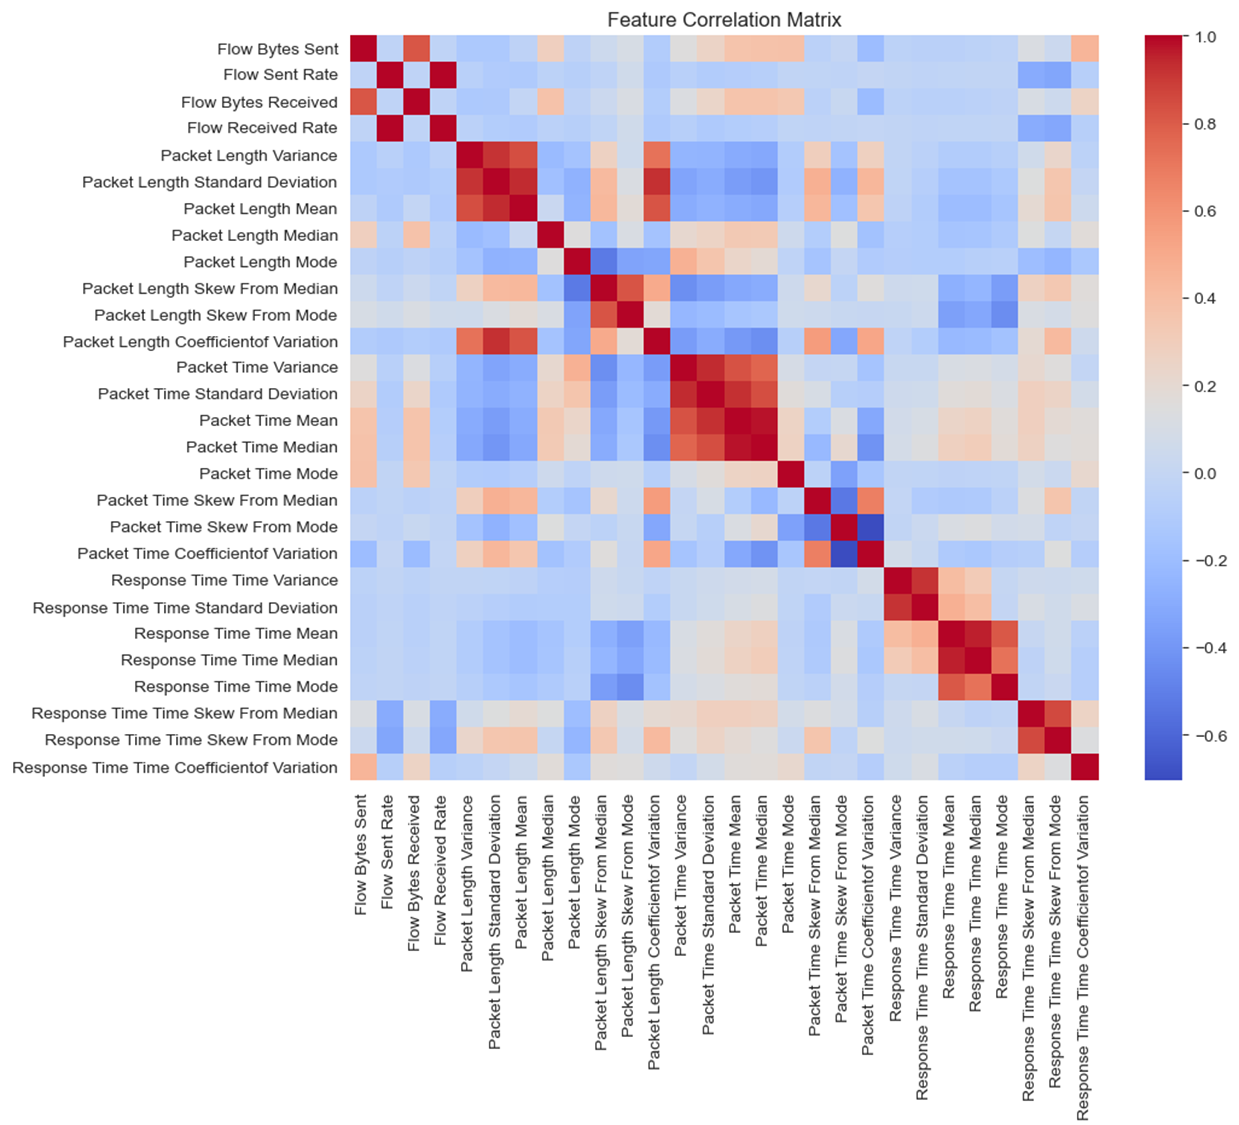 Feature Correlation Matrix
Flow Bytes Sent
Flow Sent Rate
Flow Bytes Received
Flow Received Rate
Packet Length Variance
Packet Length Standard Deviation
Packet Length Mean
Packet Length Median
Packet Length Mode
Packet Length Skew From Median
Packet Length Skew From Mode
Packet Length Coefficientof Variation
Packet Time Variance
Packet Time Standard Deviation
Packet Time Mean
Packet Time Median
Packet Time Mode
Packet Time Skew From Median
Packet Time Skew From Mode
Packet Time Coefficientof Variation
Response Time Time Variance
Response Time Time Standard Deviation
Response Time Time Mean
Response Time Time Median
Response Time Time Mode
Response Time Time Skew From Median
Response Time Time Skew From Mode
Response Time Time Coefficientof Variation
Flow Bytes Sent
Flow Sent Rate
Flow Bytes Received
Flow Received Rate
Packet Length Variance
Packet Length Standard Deviation
Packet Length Mean
Packet Length Median
Packet Length Mode
Packet Length Skew From Median
Packet Length Skew From Mode
Packet Length Coefficientof Variation
Packet Time Variance
Packet Time Standard Deviation
Packet Time Mean
Packet Time Median
Packet Time Mode
Packet Time Skew From Median
Packet Time Skew From Mode
Packet Time Coefficientof Variation
Response Time Time Variance
Response Time Time Standard Deviation
Response Time Time Mean
Response Time Time Median
Response Time Time Mode
Response Time Time Skew From Median
Response Time Time Skew From Mode
Response Time Time Coefficientof Variation
1.0
0.8
0.6
0.4
0.2
0.0
−0.2
−0.4
−0.6